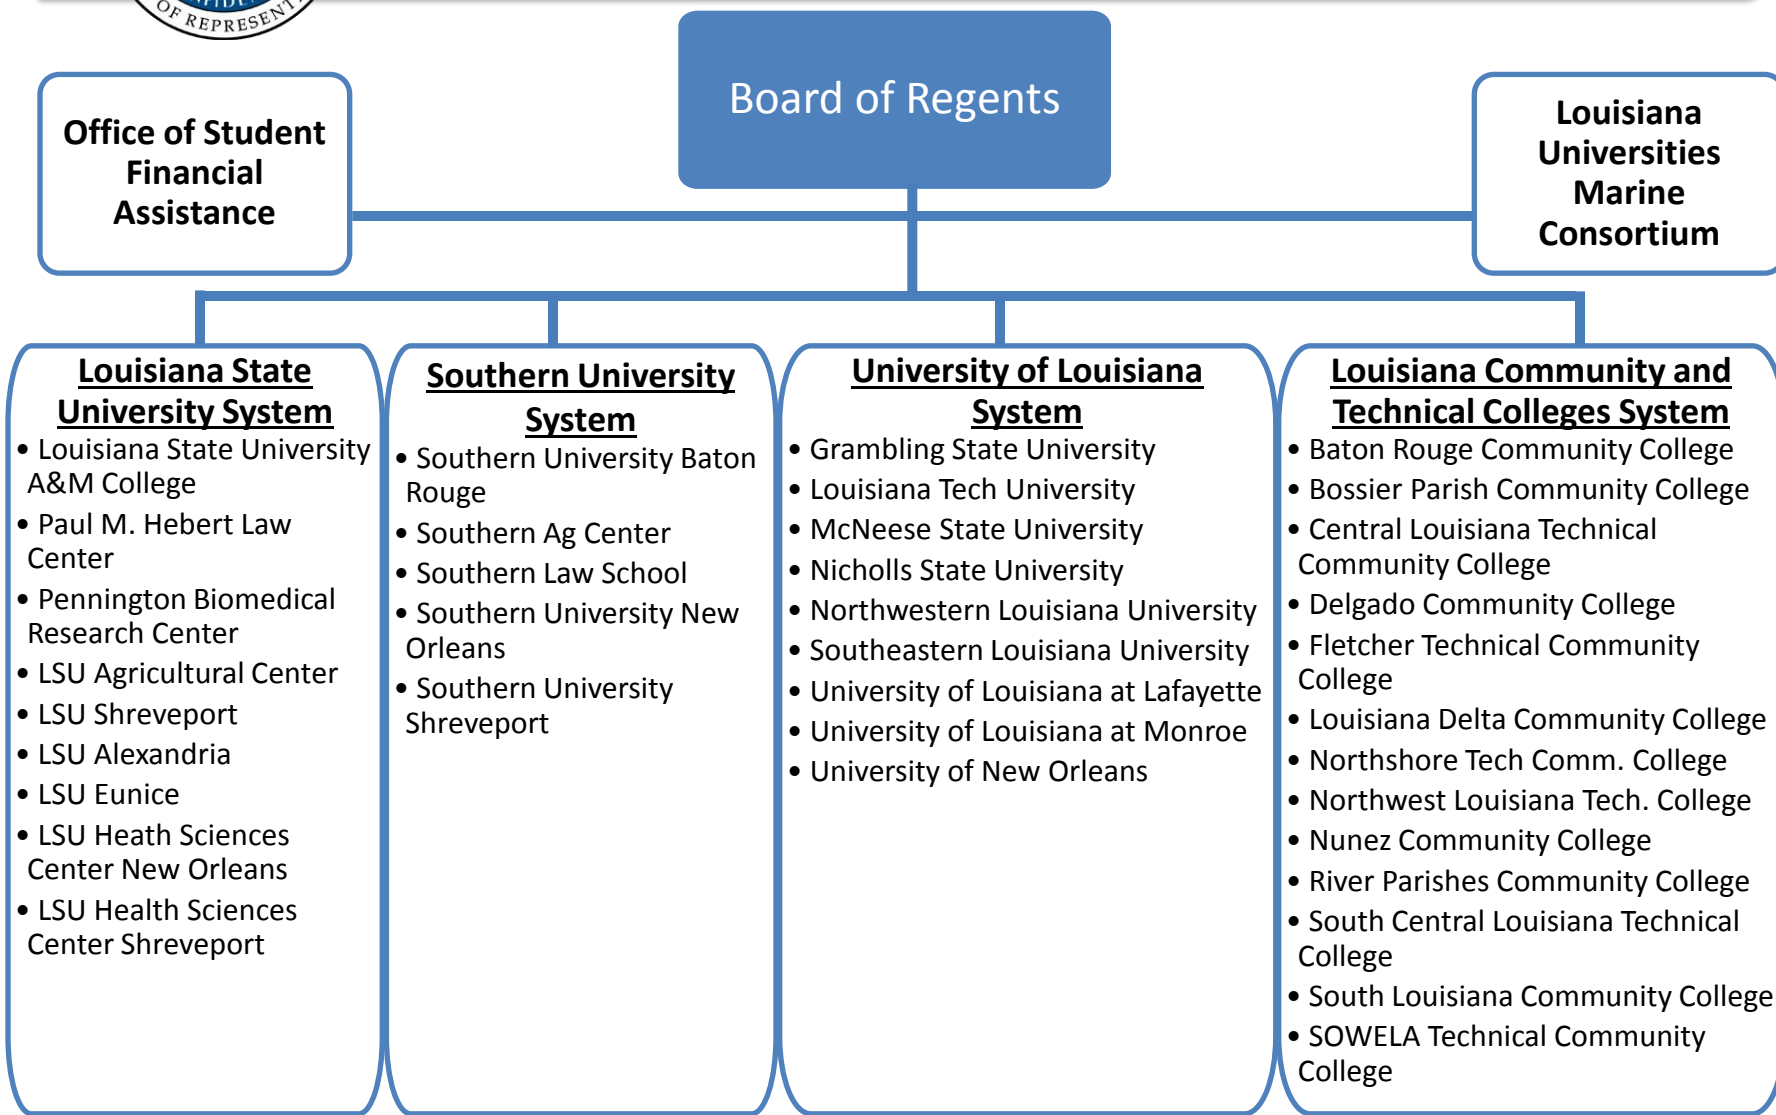 OF REPRESENT
Board of Regents
Office of Student
Financial
Assistance
Louisiana
Universities
Marine
Consortium
Louisiana State
University System
• Louisiana State University
A&M College
• Paul M. Hebert Law
Center
• Pennington Biomedical
Research Center
• LSU Agricultural Center
• LSU Shreveport
• LSU Alexandria
• LSU Eunice
• LSU Heath Sciences
Center New Orleans
• LSU Health Sciences
Center Shreveport
Southern University
System
• Southern University Baton
Rouge
• Southern Ag Center
• Southern Law School
• Southern University New
Orleans
• Southern University
Shreveport
University of Louisiana
System
• Grambling State University
• Louisiana Tech University
• McNeese State University
• Nicholls State University
• Northwestern Louisiana University
• Southeastern Louisiana University
• University of Louisiana at Lafayette
• University of Louisiana at Monroe
• University of New Orleans
Louisiana Community and
Technical Colleges System
• Baton Rouge Community College
• Bossier Parish Community College
• Central Louisiana Technical
Community College
• Delgado Community College
• Fletcher Technical Community
College
• Louisiana Delta Community College
• Northshore Tech Comm. College
• Northwest Louisiana Tech. College
• Nunez Community College
• River Parishes Community College
• South Central Louisiana Technical
College
• South Louisiana Community College
• SOWELA Technical Community
College